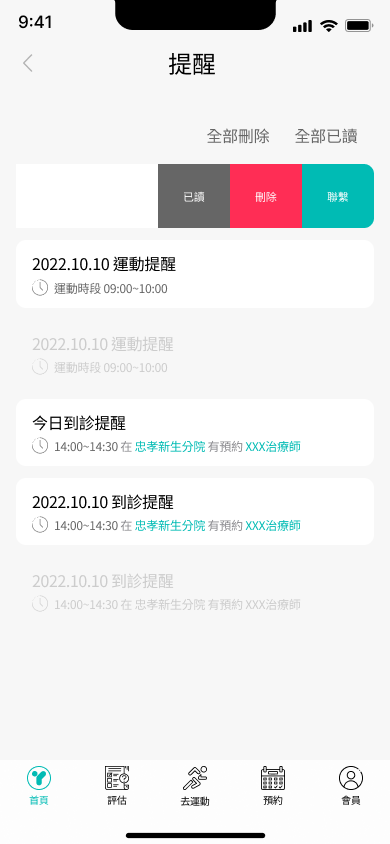 9:41
提醒
全部刪除 全部已讀
已讀 刪除 聯繫
2022.10.10 運動提醒
運動時段 09:00~10:00
2022.10.10 運動提醒
運動時段 09:00~10:00
今日到診提醒
14:00~14:30 在 忠孝新生分院 有預約 XXX治療師
2022.10.10 到診提醒
14:00~14:30 在 忠孝新生分院 有預約 XXX治療師
2022.10.10 到診提醒
14:00~14:30 在 忠孝新生分院 有預約 XXX治療師
首頁 評估 去運動 預約 會員